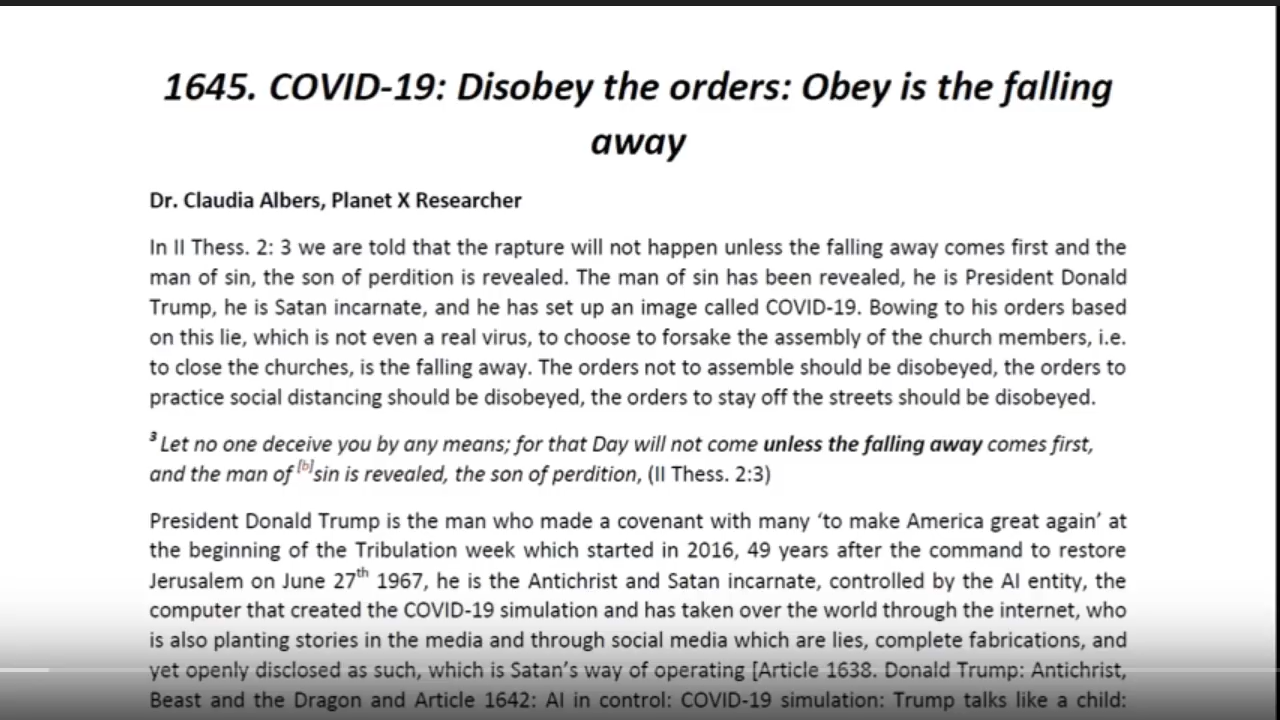 1645. COVID-19: Disobey the orders: Obey is the falling
away
Dr. Claudia Albers, Planet X Researcher
In II Thess. 2: 3 we are told that the rapture will not happen unless the falling away comes first and the
man of sin, the son of perdition is revealed. The man of sin has been revealed, he is President Donald
Trump, he is Satan incarnate, and he has set up an image called COVID-19. Bowing to his orders based
on this lie, which is not even a real virus, to choose to forsake the assembly of the church members, i.e.
to close the churches, is the falling away. The orders not to assemble should be disobeyed, the orders to
practice social distancing should be disobeyed, the orders to stay off the streets should be disobeyed.
3 Let no one deceive you by any means; for that Day will not come unless the falling away comes first,
and the man of [b]sin is revealed, the son of perdition, (II Thess. 2:3)
President Donald Trump is the man who made a covenant with many ‘to make America great again’ at
the beginning of the Tribulation week which started in 2016, 49 years after the command to restore
Jerusalem on June 27th 1967, he is the Antichrist and Satan incarnate, controlled by the AI entity, the
computer that created the COVID-19 simulation and has taken over the world through the internet, who
is also planting stories in the media and through social media which are lies, complete fabrications, and
yet openly disclosed as such, which is Satan’s way of operating [Article 1638. Donald Trump: Antichrist,
Beast and the Dragon and Article 1642: AI in control: COVID-19 simulation: Trump talks like a child: